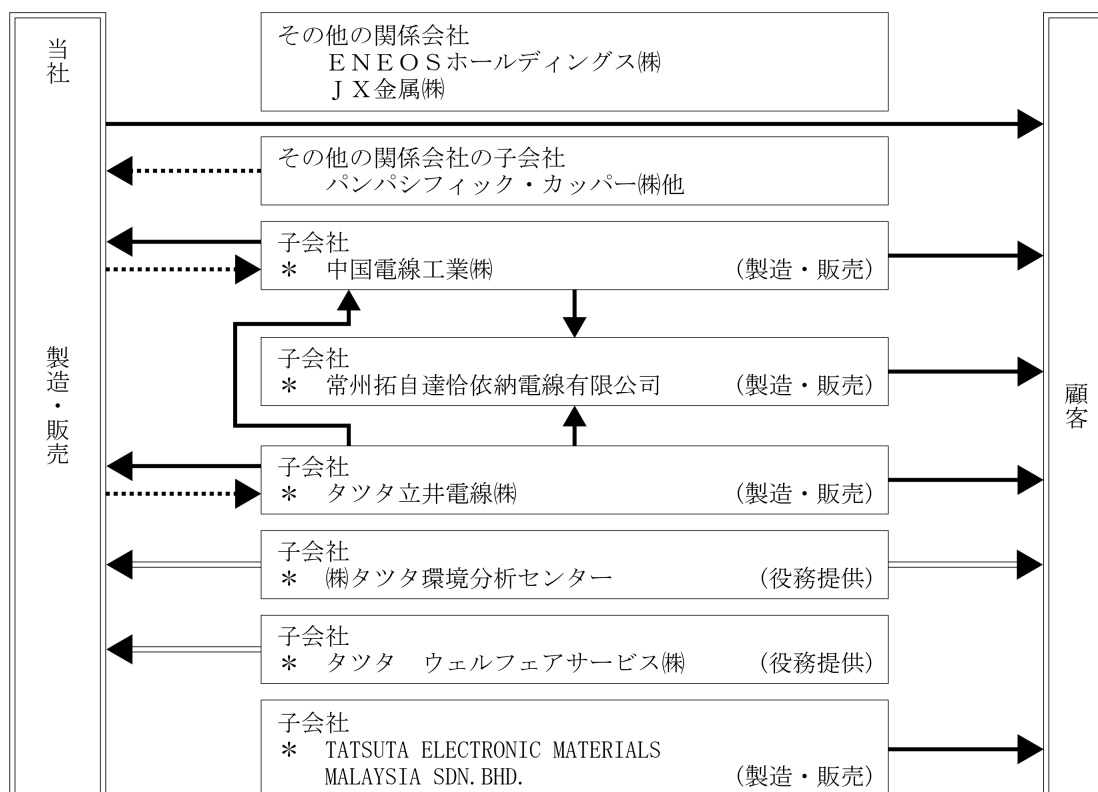 当社
製造・販売
その他の関係会社
ＥＮＥＯＳホールディングス㈱
ＪＸ金属㈱
その他の関係会社の子会社
パンパシフィック・カッパー㈱他
子会社
＊ 中国電線工業㈱ (製造・販売)
子会社
＊ 常州拓自達恰依納電線有限公司 (製造・販売)
子会社
＊ タツタ立井電線㈱ (製造・販売)
子会社
＊ ㈱タツタ環境分析センター (役務提供)
子会社
＊ タツタ　ウェルフェアサービス㈱ (役務提供)
子会社
＊ TATSUTA ELECTRONIC MATERIALS
MALAYSIA SDN.BHD. (製造・販売)
顧客